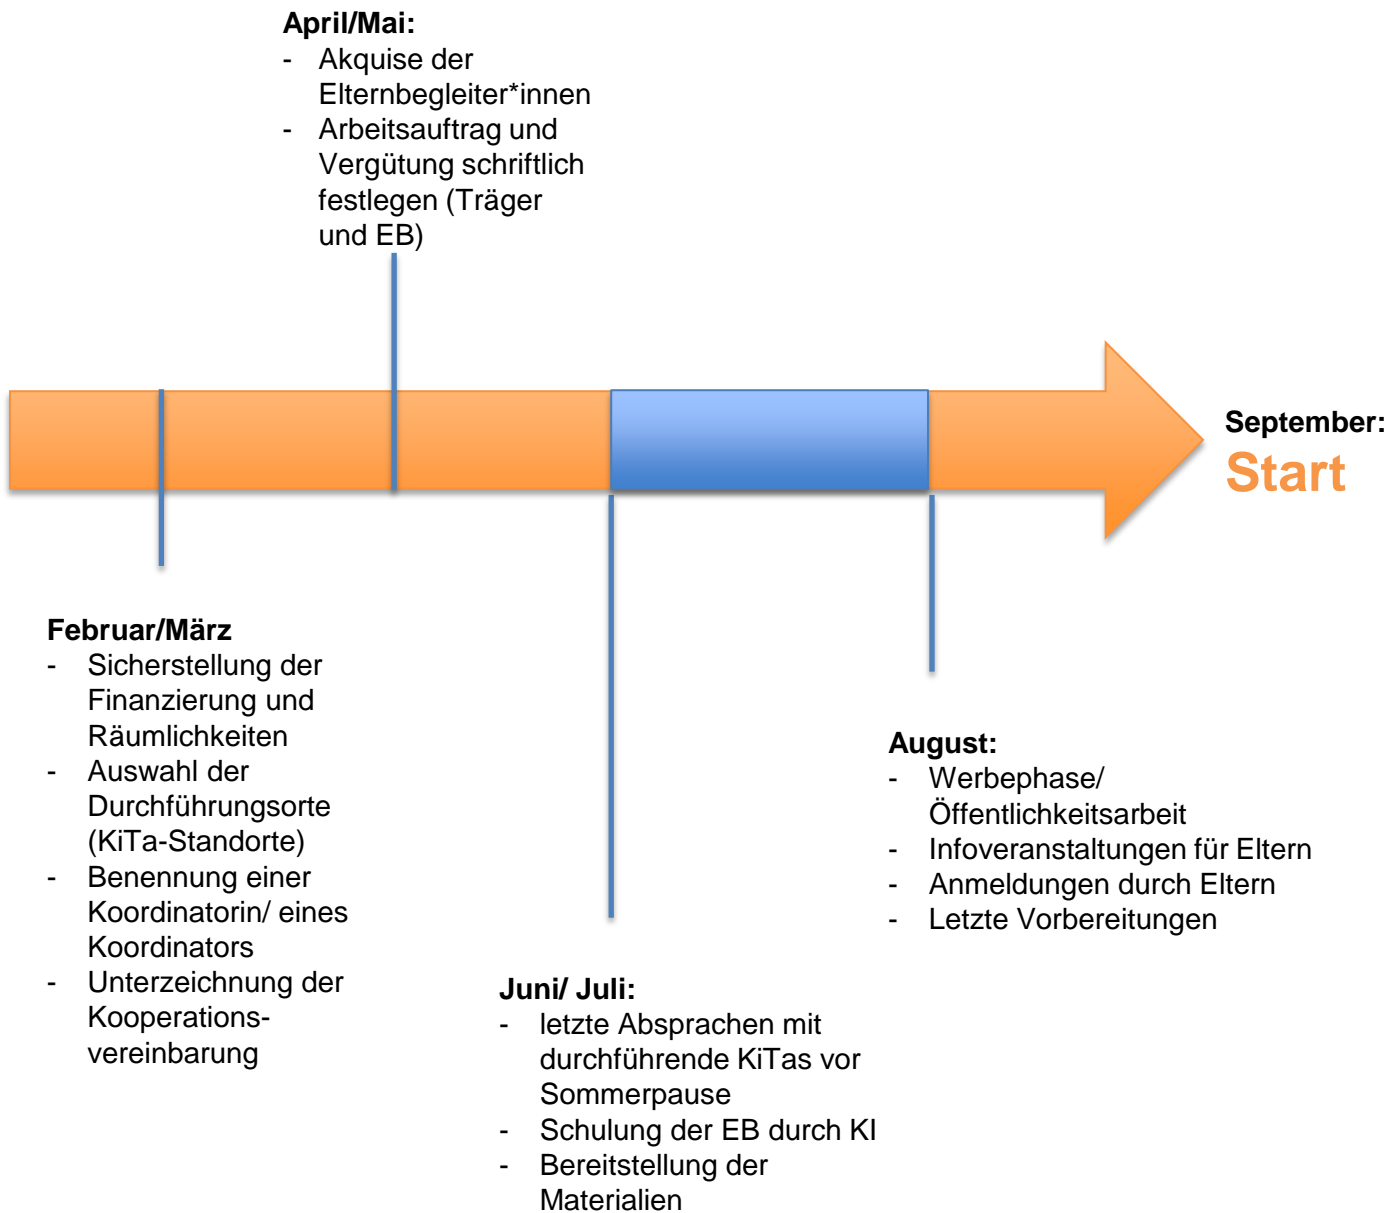 April/Mai:
- Akquise der
Elternbegleiter*innen
- Arbeitsauftrag und
Vergütung schriftlich
festlegen (Träger
und EB)
September:
Start
Februar/März
- Sicherstellung der
Finanzierung und
Räumlichkeiten
- Auswahl der
Durchführungsorte
(KiTa-Standorte)
- Benennung einer
Koordinatorin/ eines
Koordinators
- Unterzeichnung der
Kooperations-
vereinbarung
Juni/ Juli:
- letzte Absprachen mit
durchführende KiTas vor
Sommerpause
- Schulung der EB durch KI
- Bereitstellung der
Materialien
August:
- Werbephase/
Öffentlichkeitsarbeit
- Infoveranstaltungen für Eltern
- Anmeldungen durch Eltern
- Letzte Vorbereitungen